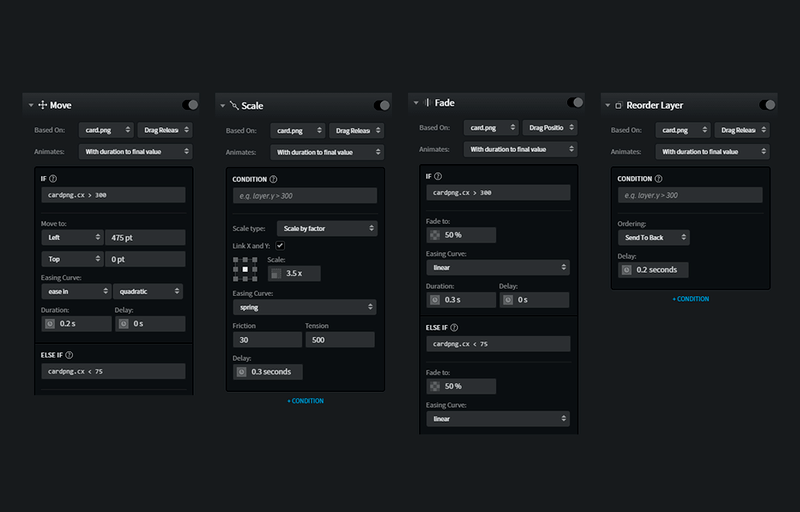 Move
Based On: card.png Drag Releas
Animates: With duration to final value
IF ?
cardpng.cx > 300
Move to:
Left 475 pt
Top 0 pt
Easing Curve:
ease in quadratic
Duration: Delay:
0.2 s 0 s
ELSE IF ?
cardpng.cx < 75
Scale
Based On: card.png Drag Releas
Animates: With duration to final value
CONDITION ?
e.g. layer.y > 300
Scale type: Scale by factor
Link X and Y:
Scale:
3.5 x
Easing Curve:
spring
Friction Tension
30 500
Delay:
0.3 seconds
+ CONDITION
Fade
Based On: card.png Drag Positio
Animates: With duration to final value
IF ?
cardpng.cx > 300
Fade to:
50 %
Easing Curve:
linear
Duration: Delay:
0.3 s 0 s
ELSE IF ?
cardpng.cx < 75
Fade to:
50 %
Easing Curve:
linear
Reorder Layer
Based On: card.png Drag Releas
Animates: With duration to final value
CONDITION ?
e.g. layer.y > 300
Ordering:
Send To Back
Delay:
0.2 seconds
+ CONDITION